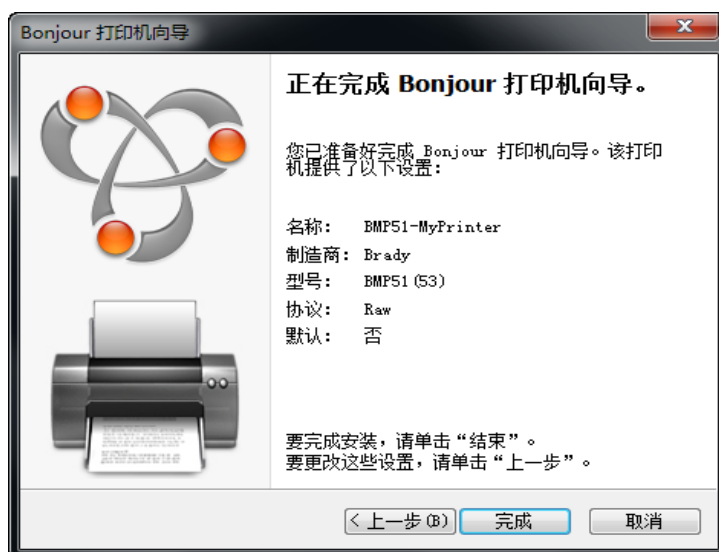 Bonjour 打印机向导
正在完成 Bonjour 打印机向导。
您已准备好完成 Bonjour 打印机向导。该打印
机提供了以下设置：
名称： BMP51-MyPrinter
制造商： Brady
型号： BMP51(53)
协议： Raw
默认： 否
要完成安装，请单击“结束”。
要更改这些设置，请单击“上一步”。
< 上一步(B) 完成 取消